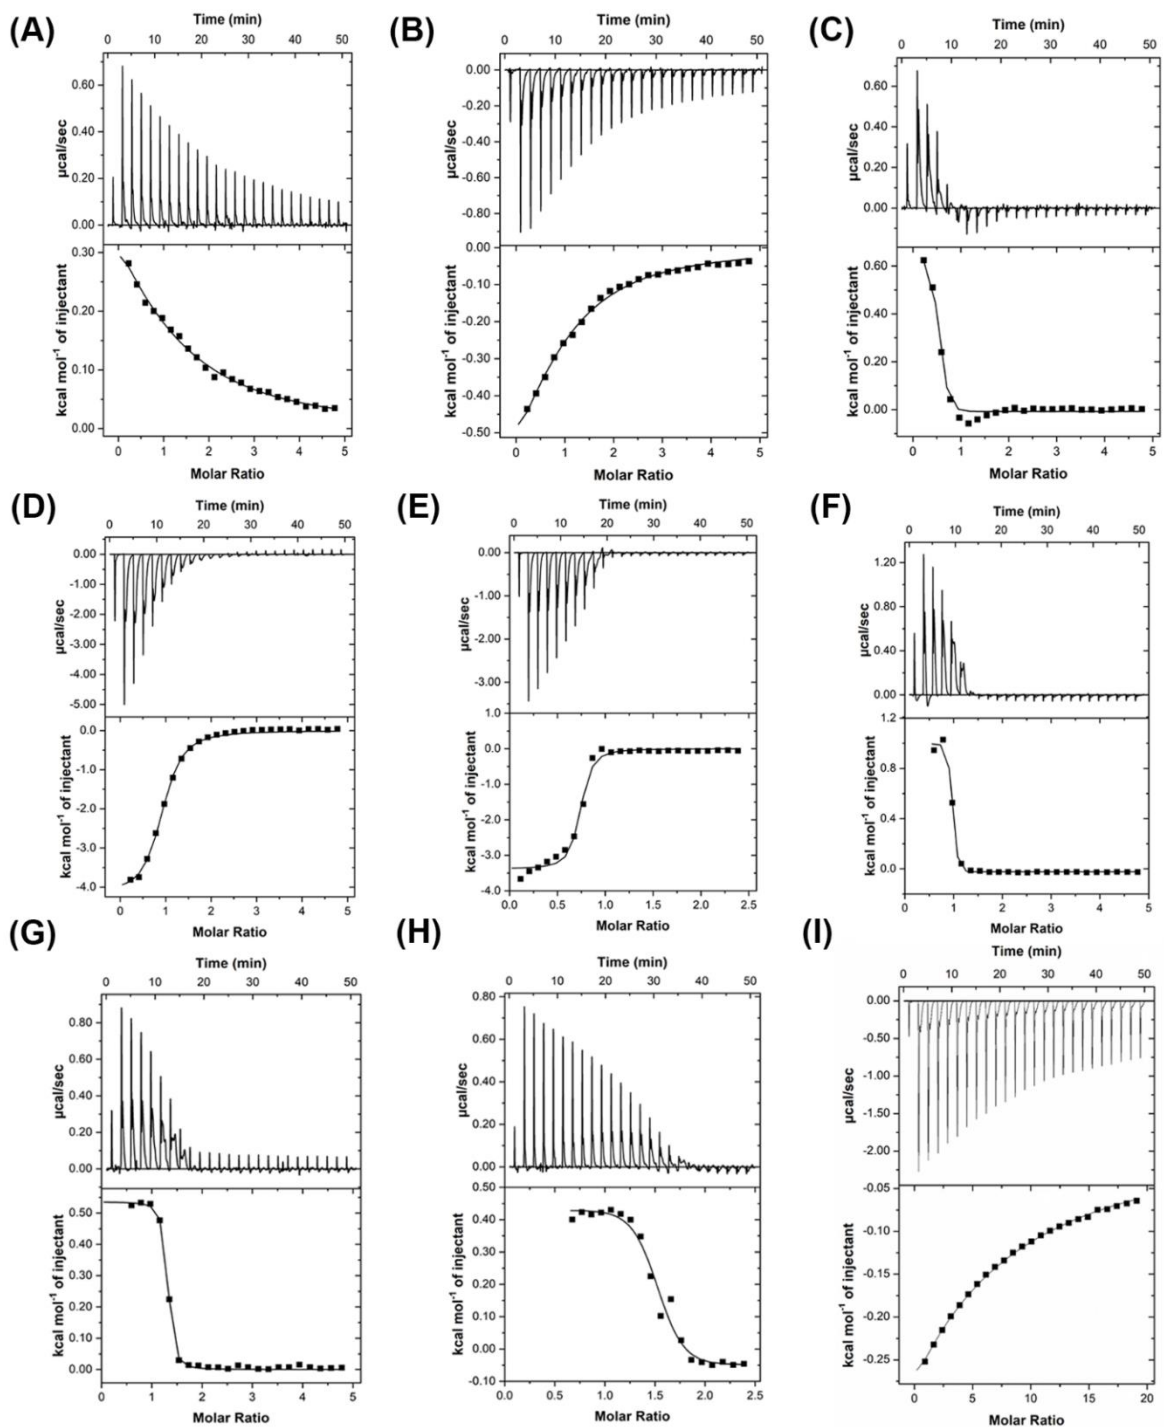 (A)
Time (min)
0 10 20 30 40 50
µcal/sec
0.60
0.40
0.20
0.00
kcal mol⁻¹ of injectant
0.30
0.20
0.10
0.00
0 1 2 3 4 5
Molar Ratio
(B)
Time (min)
0 10 20 30 40 50
µcal/sec
0.00
-0.20
-0.40
-0.60
-0.80
kcal mol⁻¹ of injectant
0.00
-0.10
-0.20
-0.30
-0.40
-0.50
0 1 2 3 4 5
Molar Ratio
(C)
Time (min)
0 10 20 30 40 50
µcal/sec
0.60
0.40
0.20
0.00
kcal mol⁻¹ of injectant
0.60
0.40
0.20
0.00
0 1 2 3 4 5
Molar Ratio
(D)
Time (min)
0 10 20 30 40 50
µcal/sec
0.00
-1.00
-2.00
-3.00
-4.00
-5.00
kcal mol⁻¹ of injectant
0.0
-1.0
-2.0
-3.0
-4.0
0 1 2 3 4 5
Molar Ratio
(E)
Time (min)
0 10 20 30 40 50
µcal/sec
0.00
-1.00
-2.00
-3.00
kcal mol⁻¹ of injectant
1.0
0.0
-1.0
-2.0
-3.0
-4.0
0.0 0.5 1.0 1.5 2.0 2.5
Molar Ratio
(F)
Time (min)
0 10 20 30 40 50
µcal/sec
1.20
0.80
0.40
0.00
kcal mol⁻¹ of injectant
1.2
0.8
0.4
0.0
0 1 2 3 4 5
Molar Ratio
(G)
Time (min)
0 10 20 30 40 50
µcal/sec
0.80
0.60
0.40
0.20
0.00
kcal mol⁻¹ of injectant
0.50
0.40
0.30
0.20
0.10
0.00
0 1 2 3 4 5
Molar Ratio
(H)
Time (min)
0 10 20 30 40 50
µcal/sec
0.80
0.60
0.40
0.20
0.00
kcal mol⁻¹ of injectant
0.50
0.40
0.30
0.20
0.10
0.00
-0.10
0.0 0.5 1.0 1.5 2.0 2.5
Molar Ratio
(I)
Time (min)
0 10 20 30 40 50
µcal/sec
0.00
-0.50
-1.00
-1.50
-2.00
kcal mol⁻¹ of injectant
-0.05
-0.10
-0.15
-0.20
-0.25
0 5 10 15 20
Molar Ratio